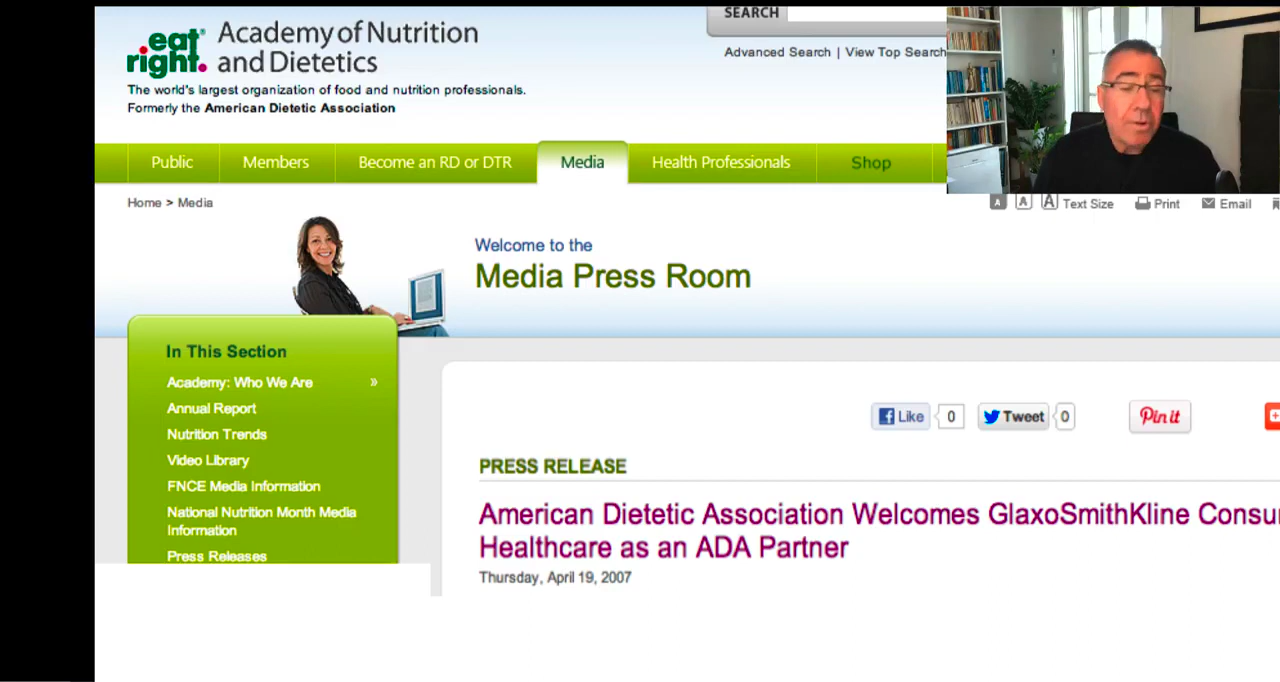 SEARCH
eat right.
Academy of Nutrition
and Dietetics
Advanced Search | View Top Search
The world's largest organization of food and nutrition professionals.
Formerly the American Dietetic Association
Public Members Become an RD or DTR Media Health Professionals Shop
Home > Media
A A A Text Size Print Email
Welcome to the
Media Press Room
In This Section
Academy: Who We Are »
Annual Report
Nutrition Trends
Video Library
FNCE Media Information
National Nutrition Month Media
Information
Press Releases
Like 0 Tweet 0 Pin it
PRESS RELEASE
American Dietetic Association Welcomes GlaxoSmithKline Consu
Healthcare as an ADA Partner
Thursday, April 19, 2007